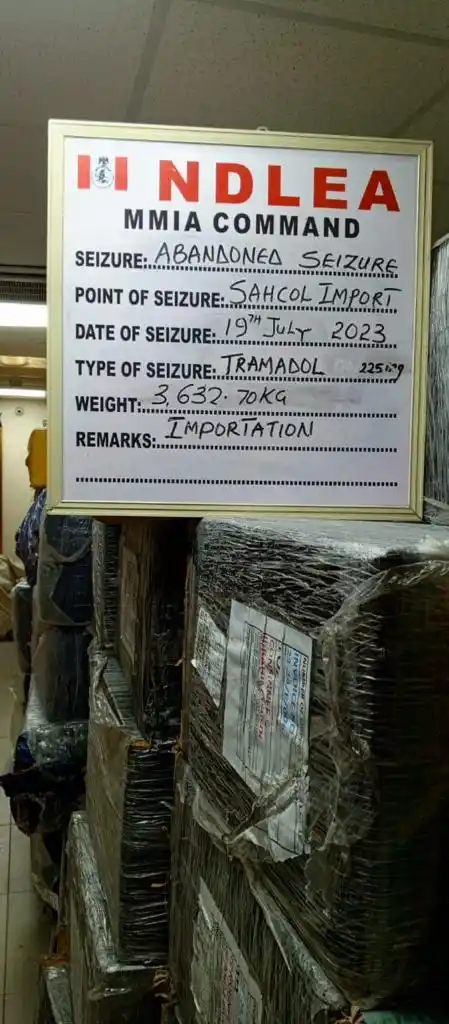 NDLEA
MMIA COMMAND
SEIZURE: ABANDONED SEIZURE
POINT OF SEIZURE: SAHCOL IMPORT
DATE OF SEIZURE: 19TH JULY 2023
TYPE OF SEIZURE: TRAMADOL 225mg
WEIGHT: 3,632.70KG
REMARKS: IMPORTATION